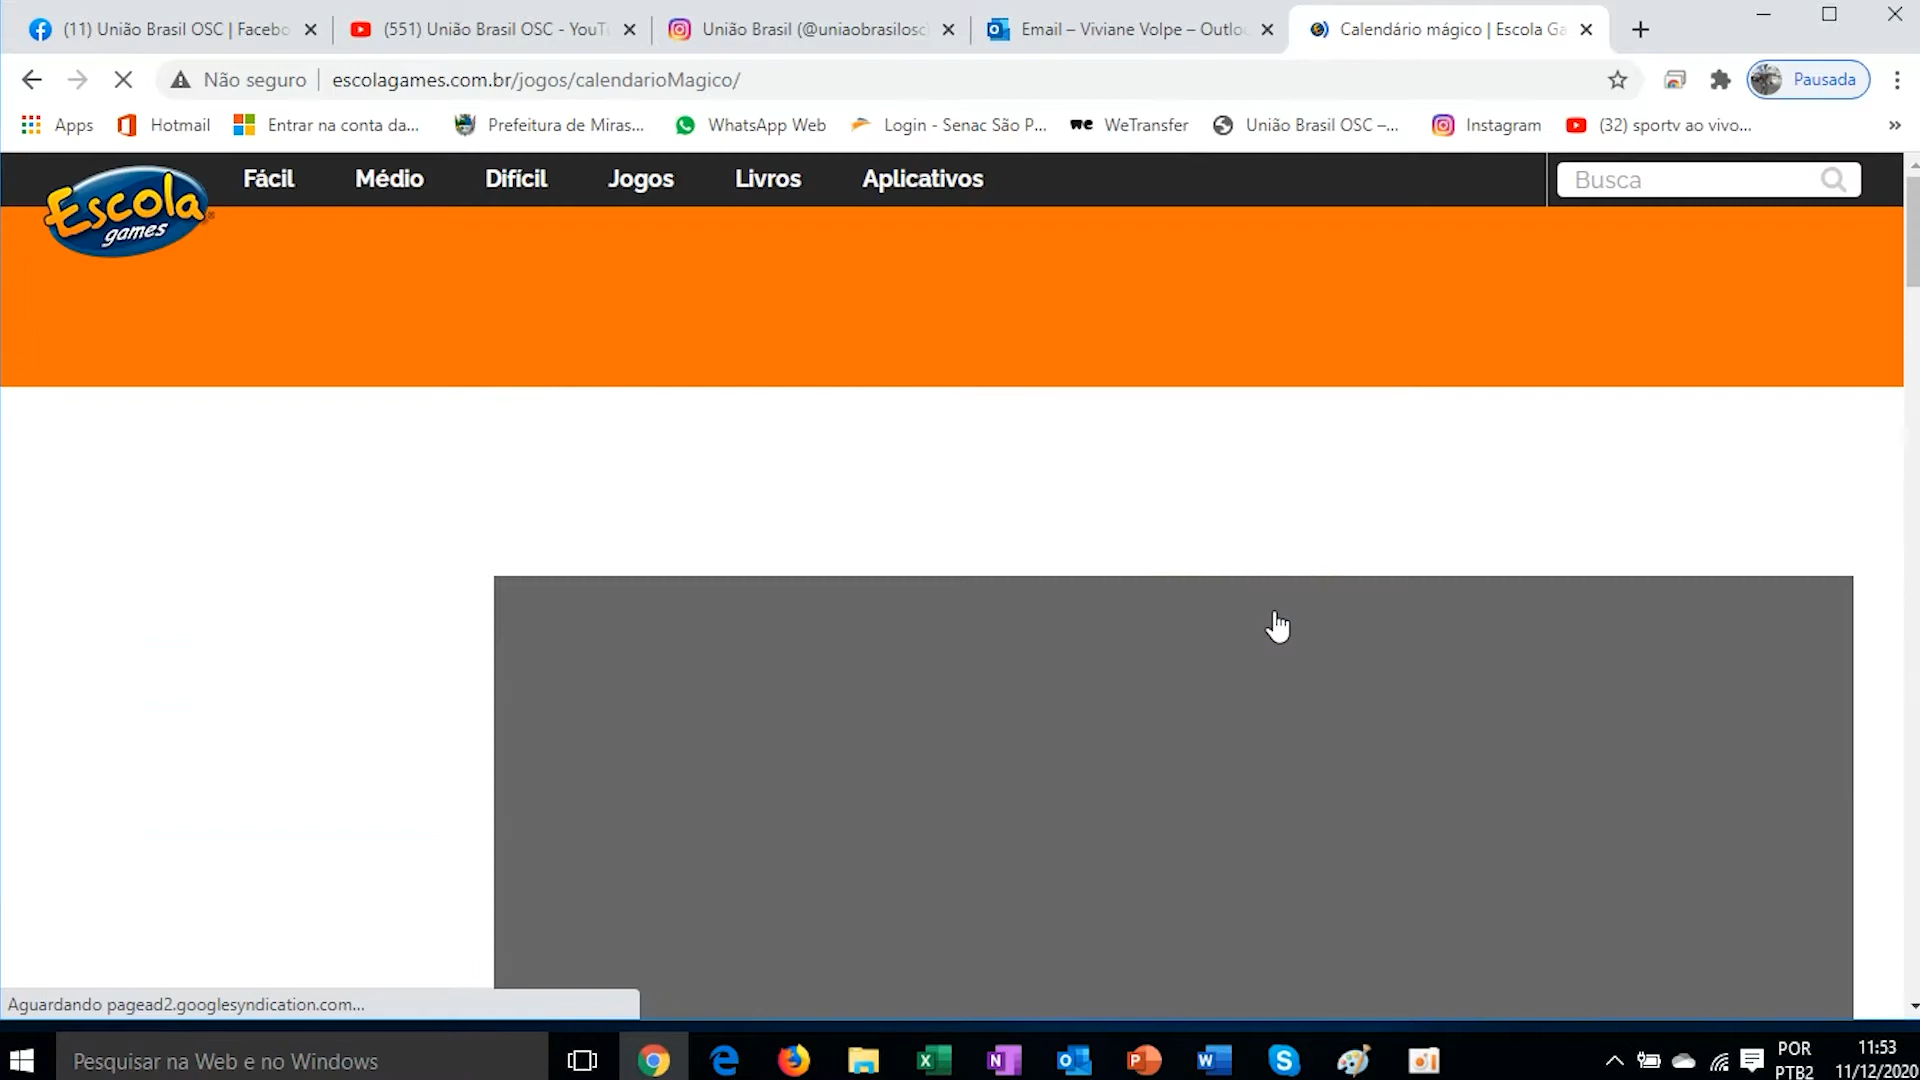 (11) União Brasil OSC | Facebo
(551) União Brasil OSC - YouT
União Brasil (@uniaobrasilosc
Email – Viviane Volpe – Outlo
Calendário mágico | Escola Ga
Não seguro
escolagames.com.br/jogos/calendarioMagico/
Pausada
Apps
Hotmail
Entrar na conta da...
Prefeitura de Miras...
WhatsApp Web
Login - Senac São P...
we WeTransfer
União Brasil OSC –...
Instagram
(32) sportv ao vivo...
»
Escola
games
Fácil
Médio
Difícil
Jogos
Livros
Aplicativos
Busca
Aguardando pagead2.googlesyndication.com...
Pesquisar na Web e no Windows
POR
PTB2
11:53
11/12/2020